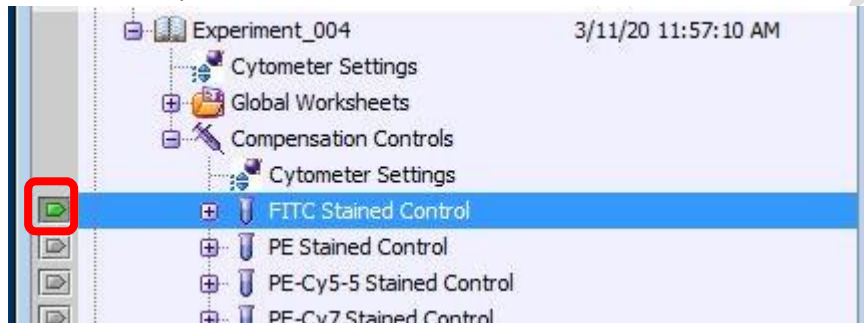 Experiment_004 3/11/20 11:57:10 AM
Cytometer Settings
Global Worksheets
Compensation Controls
Cytometer Settings
FITC Stained Control
PE Stained Control
PE-Cy5-5 Stained Control
PE-Cy7 Stained Control